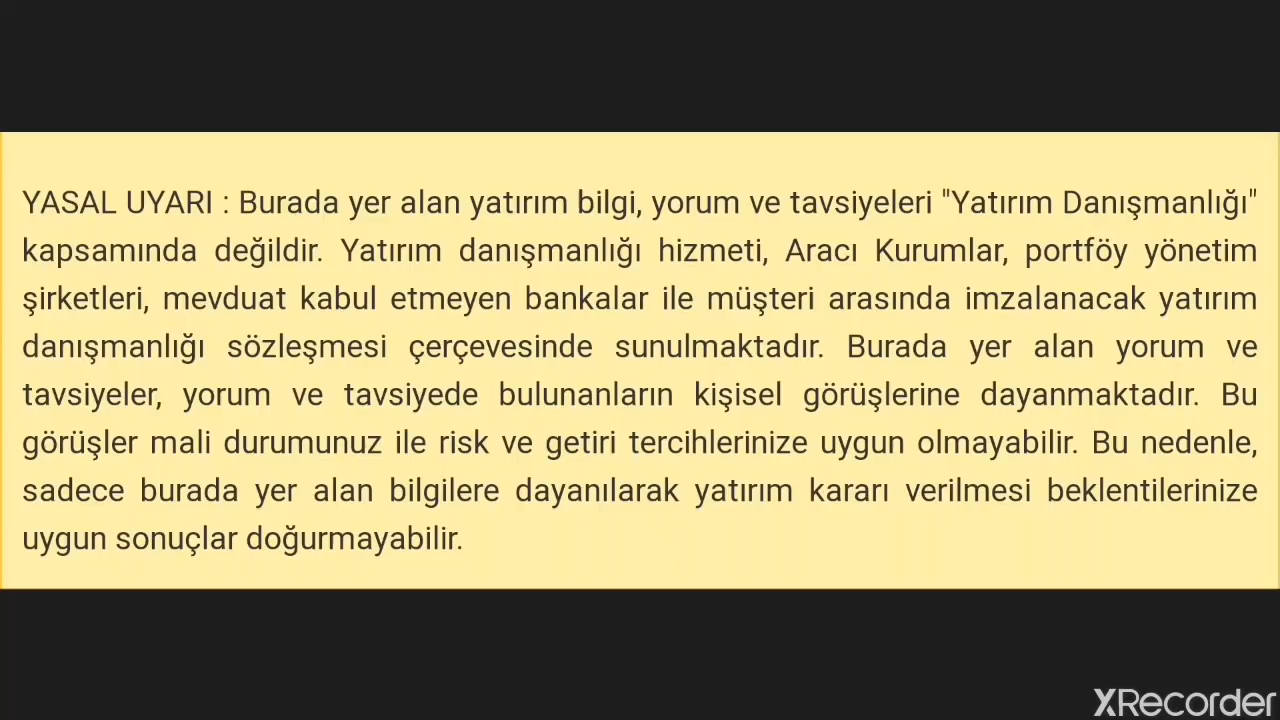 YASAL UYARI : Burada yer alan yatırım bilgi, yorum ve tavsiyeleri "Yatırım Danışmanlığı"
kapsamında değildir. Yatırım danışmanlığı hizmeti, Aracı Kurumlar, portföy yönetim
şirketleri, mevduat kabul etmeyen bankalar ile müşteri arasında imzalanacak yatırım
danışmanlığı sözleşmesi çerçevesinde sunulmaktadır. Burada yer alan yorum ve
tavsiyeler, yorum ve tavsiyede bulunanların kişisel görüşlerine dayanmaktadır. Bu
görüşler mali durumunuz ile risk ve getiri tercihlerinize uygun olmayabilir. Bu nedenle,
sadece burada yer alan bilgilere dayanılarak yatırım kararı verilmesi beklentilerinize
uygun sonuçlar doğurmayabilir.
XRecorder